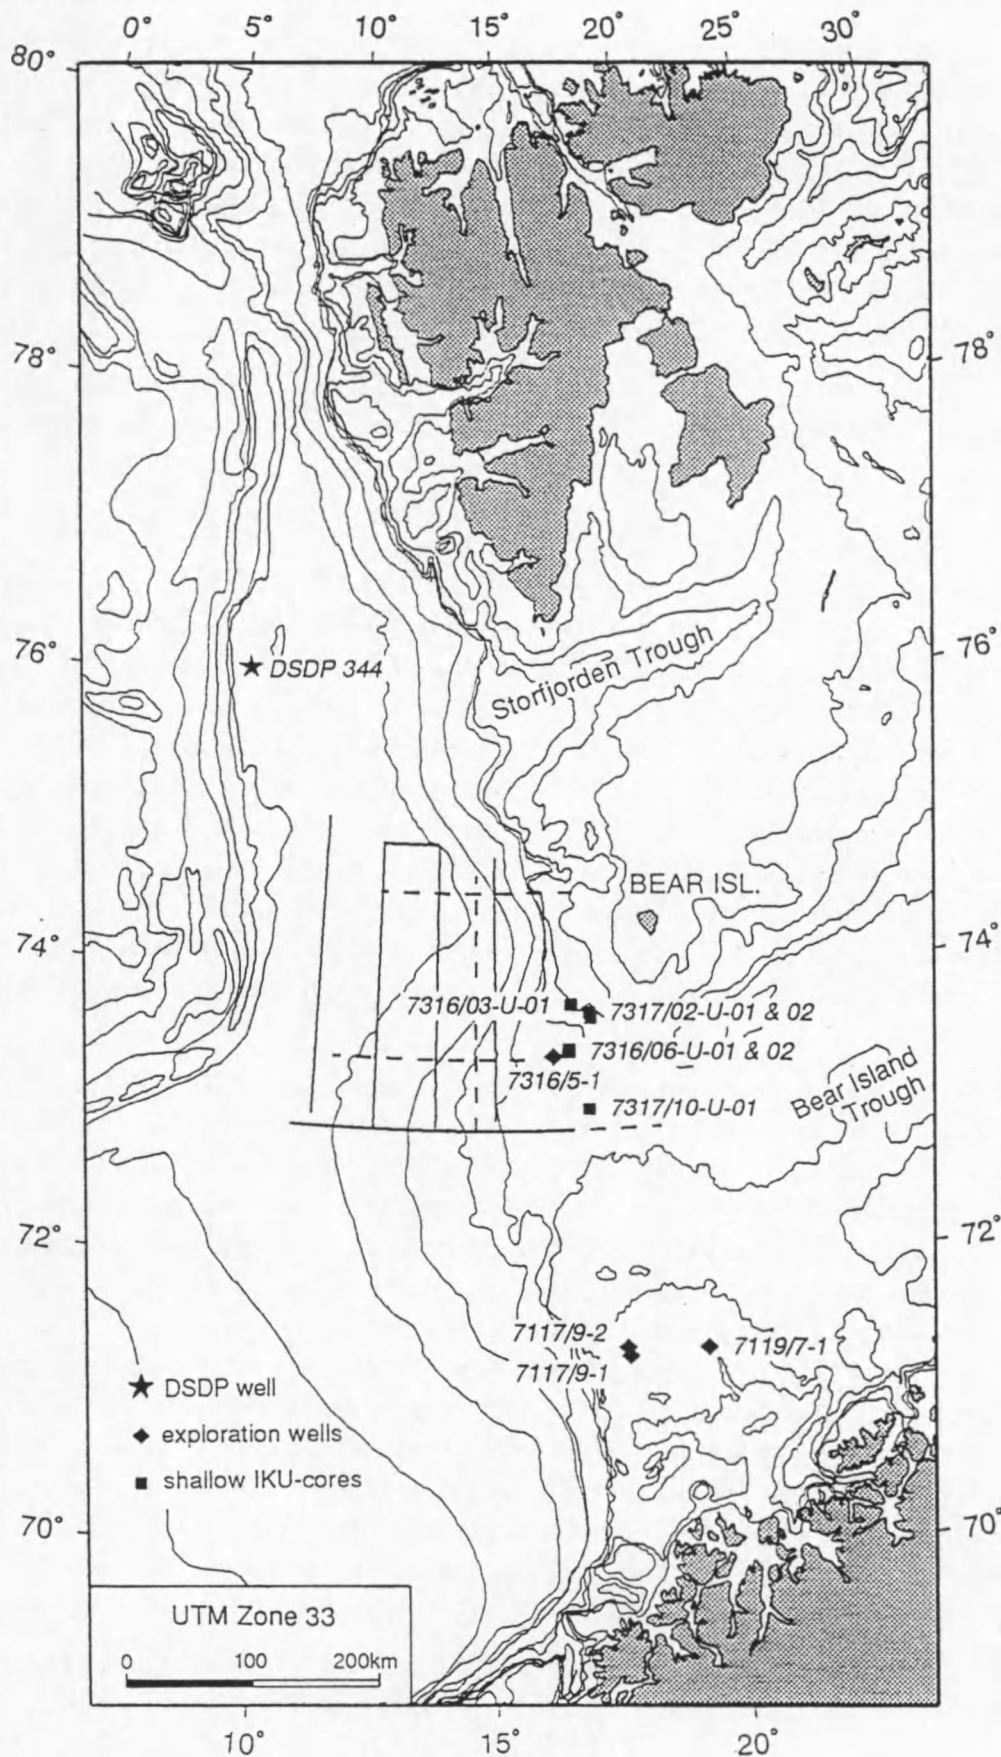 0° 5° 10° 15° 20° 25° 30°
80°
78° 78°
76° 76°
DSDP 344
Storfjorden Trough
BEAR ISL.
74° 74°
7316/03-U-01 7317/02-U-01 & 02
7316/06-U-01 & 02
7316/5-1
7317/10-U-01
Bear Island
Trough
72° 72°
7117/9-2
7117/9-1
7119/7-1
DSDP well
exploration wells
shallow IKU-cores
70° 70°
UTM Zone 33
0 100 200km
10° 15° 20°